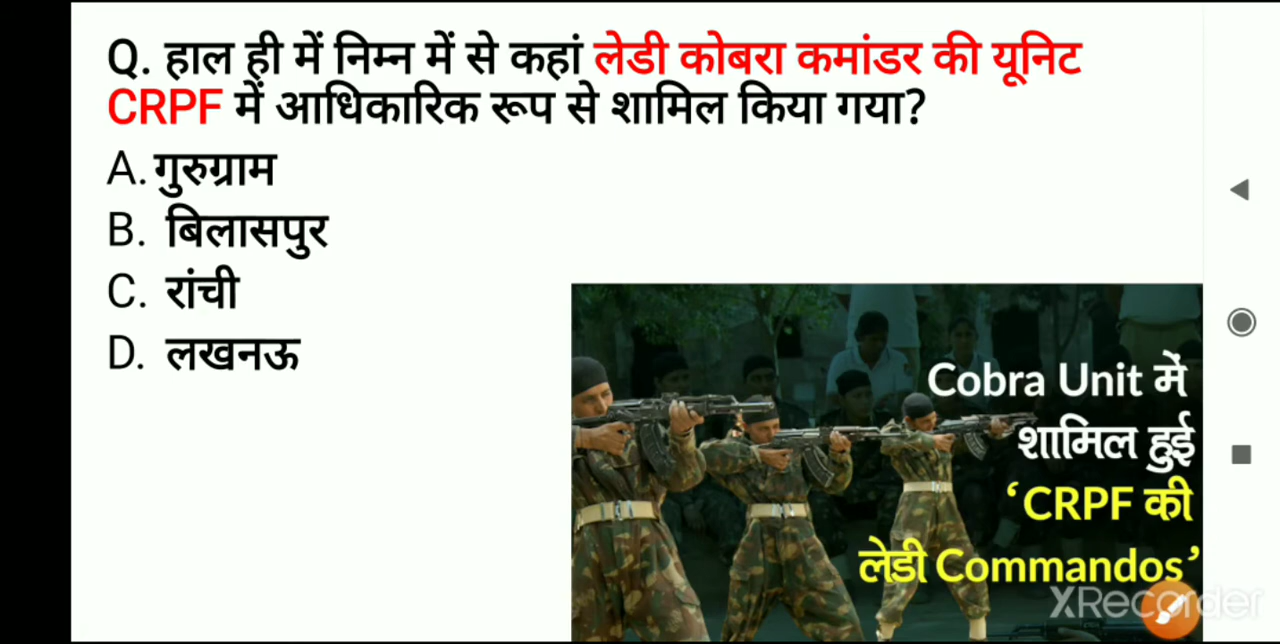 Q. हाल ही में निम्न में से कहां लेडी कोबरा कमांडर की यूनिट
CRPF में आधिकारिक रूप से शामिल किया गया?
A. गुरुग्राम
B. बिलासपुर
C. रांची
D. लखनऊ
Cobra Unit में
शामिल हुई
‘CRPF की
लेडी Commandos’
XRecorder